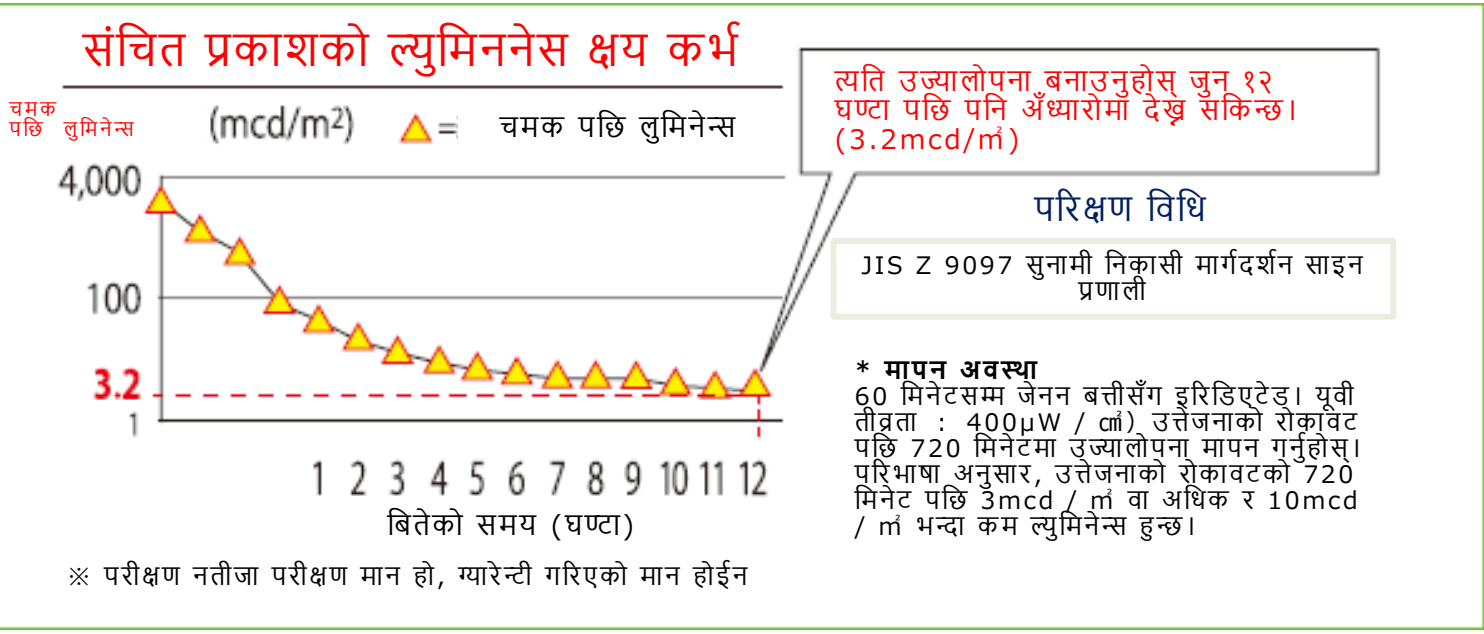 संचित प्रकाशको ल्युमिननेस क्षय कर्भ
चमक
पछि लुमिनेन्स
(mcd/m²)
= चमक पछि लुमिनेन्स
4,000
100
3.2
1
1 2 3 4 5 6 7 8 9 10 11 12
बितेको समय (घण्टा)
※ परीक्षण नतीजा परीक्षण मान हो, ग्यारेन्टी गरिएको मान होईन
त्यति उज्यालोपना बनाउनुहोस् जुन १२
घण्टा पछि पनि अँध्यारोमा देख्न सकिन्छ।
(3.2mcd/㎡)
परिक्षण विधि
JIS Z 9097 सुनामी निकासी मार्गदर्शन साइन
प्रणाली
* मापन अवस्था
60 मिनेटसम्म जेनन बत्तीसँग इरिडिएटेड। यूवी
तीव्रता : 400μW / ㎠) उत्तेजनाको रोकावट
पछि 720 मिनेटमा उज्यालोपना मापन गर्नुहोस्।
परिभाषा अनुसार, उत्तेजनाको रोकावटको 720
मिनेट पछि 3mcd / ㎡ वा अधिक र 10mcd
/ ㎡ भन्दा कम ल्युमिनेन्स हुन्छ।